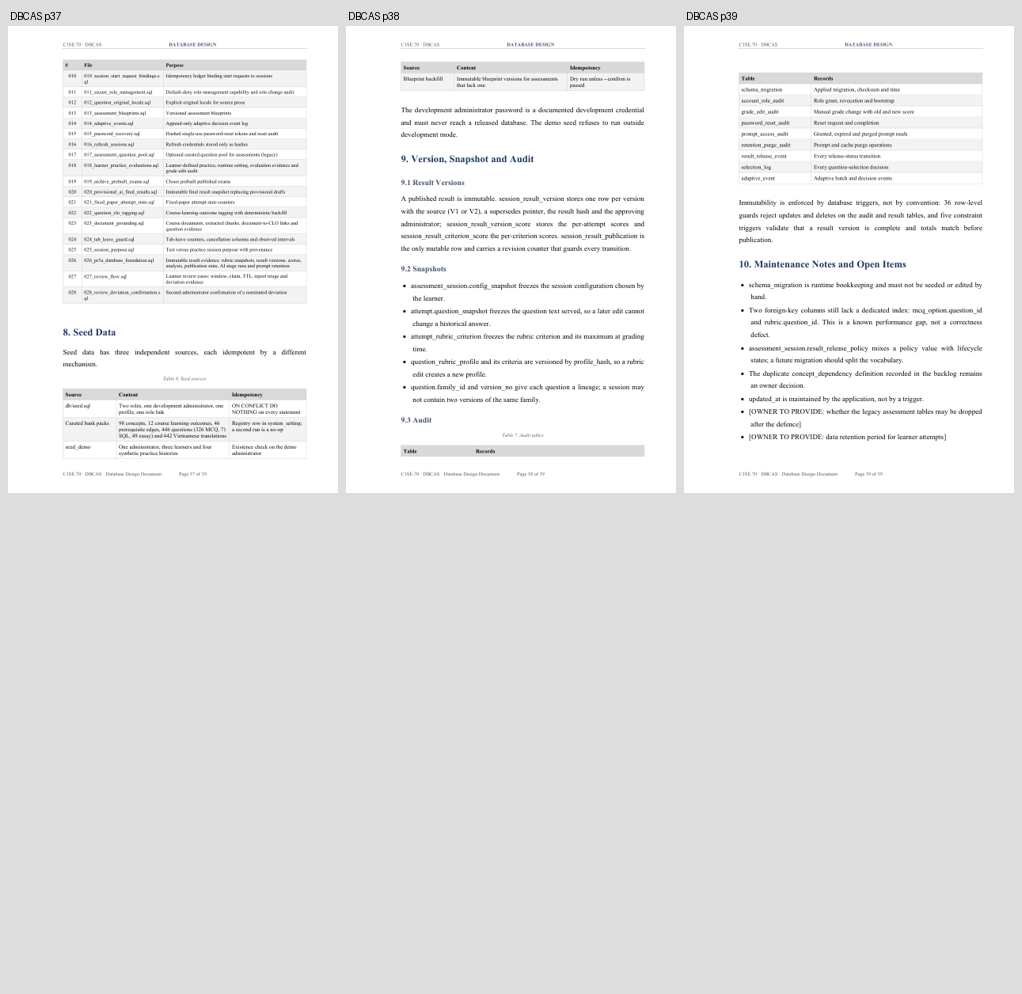 DBCAS p37
C1SE.70 · DBCAS DATABASE DESIGN
# File Purpose
010 010_session_start_request_bindings.s
ql Idempotency ledger binding start requests to sessions
011 011_secure_role_management.sql Default-deny role management capability and role-change audit
012 012_question_original_locale.sql Explicit original locale for source prose
013 013_assessment_blueprints.sql Versioned assessment blueprints
014 014_adaptive_events.sql Append-only adaptive decision event log
015 015_password_recovery.sql Hashed single-use password-reset tokens and reset audit
016 016_refresh_sessions.sql Refresh credentials stored only as hashes
017 017_assessment_question_pool.sql Optional curated question pool for assessments (legacy)
018 018_learner_practice_evaluations.sql Learner-defined practice, runtime setting, evaluation evidence and
grade-edit audit
019 019_archive_prebuilt_exams.sql Closes prebuilt published exams
020 020_provisional_ai_final_results.sql Immutable final result snapshot replacing provisional drafts
021 021_fixed_paper_attempt_stats.sql Fixed-paper attempt stat counters
022 022_question_clo_tagging.sql Course-learning-outcome tagging with deterministic backfill
023 023_document_grounding.sql Course documents, extracted chunks, document-to-CLO links and
question evidence
024 024_tab_leave_guard.sql Tab-leave counters, cancellation columns and observed intervals
025 025_session_purpose.sql Test versus practice session purpose with provenance
026 026_pr3a_database_foundation.sql Immutable result evidence: rubric snapshots, result versions, scores,
analysis, publication state, AI stage runs and prompt retention
027 027_review_flow.sql Learner review cases: window, claim, TTL, report triage and
deviation evidence
028 028_review_deviation_confirmation.s
ql Second-administrator confirmation of a nominated deviation
8. Seed Data
Seed data has three independent sources, each idempotent by a different
mechanism.
Table 6. Seed sources
Source Content Idempotency
db/seed.sql Two roles, one development administrator, one
profile, one role link ON CONFLICT DO
NOTHING on every statement
Curated bank packs 98 concepts, 12 course learning outcomes, 46
prerequisite edges, 446 questions (326 MCQ, 71
SQL, 49 essay) and 442 Vietnamese translations Registry row in system_setting;
a second run is a no-op
seed_demo One administrator, three learners and four
synthetic practice histories Existence check on the demo
administrator
C1SE.70 · DBCAS · Database Design Document Page 37 of 39
DBCAS p38
C1SE.70 · DBCAS DATABASE DESIGN
Source Content Idempotency
Blueprint backfill Immutable blueprint versions for assessments
that lack one Dry run unless --confirm is
passed
The development administrator password is a documented development credential
and must never reach a released database. The demo seed refuses to run outside
development mode.
9. Version, Snapshot and Audit
9.1 Result Versions
A published result is immutable. session_result_version stores one row per version
with the source (V1 or V2), a supersedes pointer, the result hash and the approving
administrator; session_result_version_score stores the per-attempt scores and
session_result_criterion_score the per-criterion scores. session_result_publication is
the only mutable row and carries a revision counter that guards every transition.
9.2 Snapshots
• assessment_session.config_snapshot freezes the session configuration chosen by
the learner.
• attempt.question_snapshot freezes the question text served, so a later edit cannot
change a historical answer.
• attempt_rubric_criterion freezes the rubric criterion and its maximum at grading
time.
• question_rubric_profile and its criteria are versioned by profile_hash, so a rubric
edit creates a new profile.
• question.family_id and version_no give each question a lineage; a session may
not contain two versions of the same family.
9.3 Audit
Table 7. Audit tables
Table Records
C1SE.70 · DBCAS · Database Design Document Page 38 of 39
DBCAS p39
C1SE.70 · DBCAS DATABASE DESIGN
Table Records
schema_migration Applied migration, checksum and time
account_role_audit Role grant, revocation and bootstrap
grade_edit_audit Manual grade change with old and new score
password_reset_audit Reset request and completion
prompt_access_audit Granted, expired and purged prompt reads
retention_purge_audit Prompt and cache purge operations
result_release_event Every release-status transition
selection_log Every question-selection decision
adaptive_event Adaptive batch and decision events
Immutability is enforced by database triggers, not by convention: 36 row-level
guards reject updates and deletes on the audit and result tables, and five constraint
triggers validate that a result version is complete and totals match before
publication.
10. Maintenance Notes and Open Items
• schema_migration is runtime bookkeeping and must not be seeded or edited by
hand.
• Two foreign-key columns still lack a dedicated index: mcq_option.question_id
and rubric.question_id. This is a known performance gap, not a correctness
defect.
• assessment_session.result_release_policy mixes a policy value with lifecycle
states; a future migration should split the vocabulary.
• The duplicate concept_dependency definition recorded in the backlog remains
an owner decision.
• updated_at is maintained by the application, not by a trigger.
• [OWNER TO PROVIDE: whether the legacy assessment tables may be dropped
after the defence]
• [OWNER TO PROVIDE: data retention period for learner attempts]
C1SE.70 · DBCAS · Database Design Document Page 39 of 39